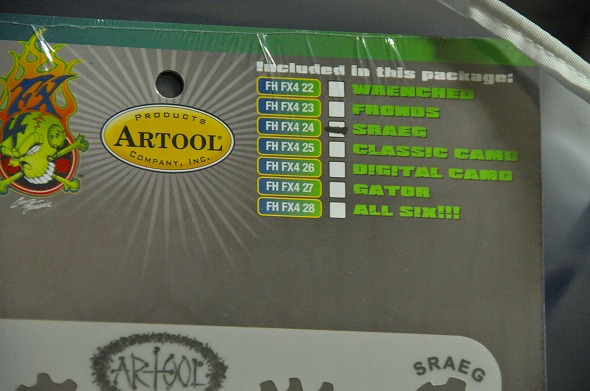 Included in this package:
FH FX4 22 WRENCHED
FH FX4 23 FRONDS
FH FX4 24 SRAEG
FH FX4 25 CLASSIC CAMO
FH FX4 26 DIGITAL CAMO
FH FX4 27 GATOR
FH FX4 28 ALL SIX!!!
PRODUCTS
ARTOOL®
COMPANY, INC.
ARTOOL
SRAEG